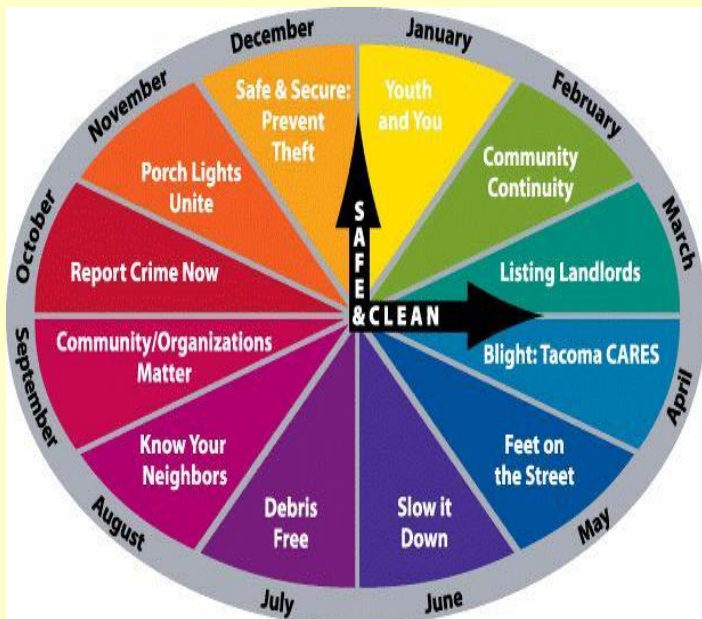 December
January
November
February
October
March
September
April
August
May
July
June
Safe & Secure:
Prevent
Theft
Youth
and You
Porch Lights
Unite
Community
Continuity
Report Crime Now
Listing Landlords
SAFE
&CLEAN
Community/Organizations
Matter
Blight: Tacoma CARES
Know Your
Neighbors
Feet on
the Street
Debris
Free
Slow it
Down